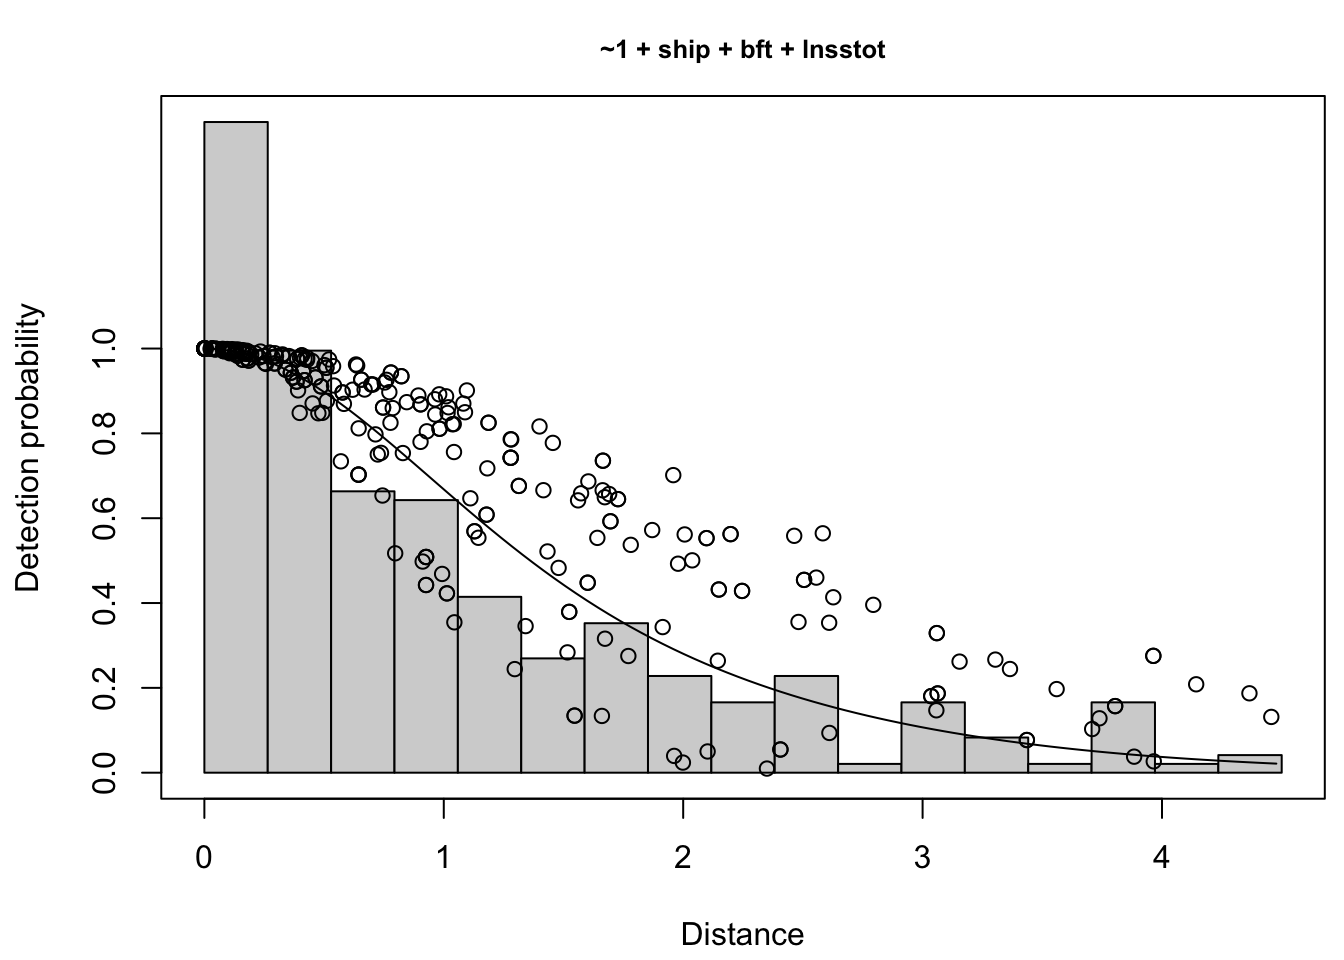 ~1 + ship + bft + lnsstot
Detection probability
1.0
0.8
0.6
0.4
0.2
0.0
0 1 2 3 4
Distance